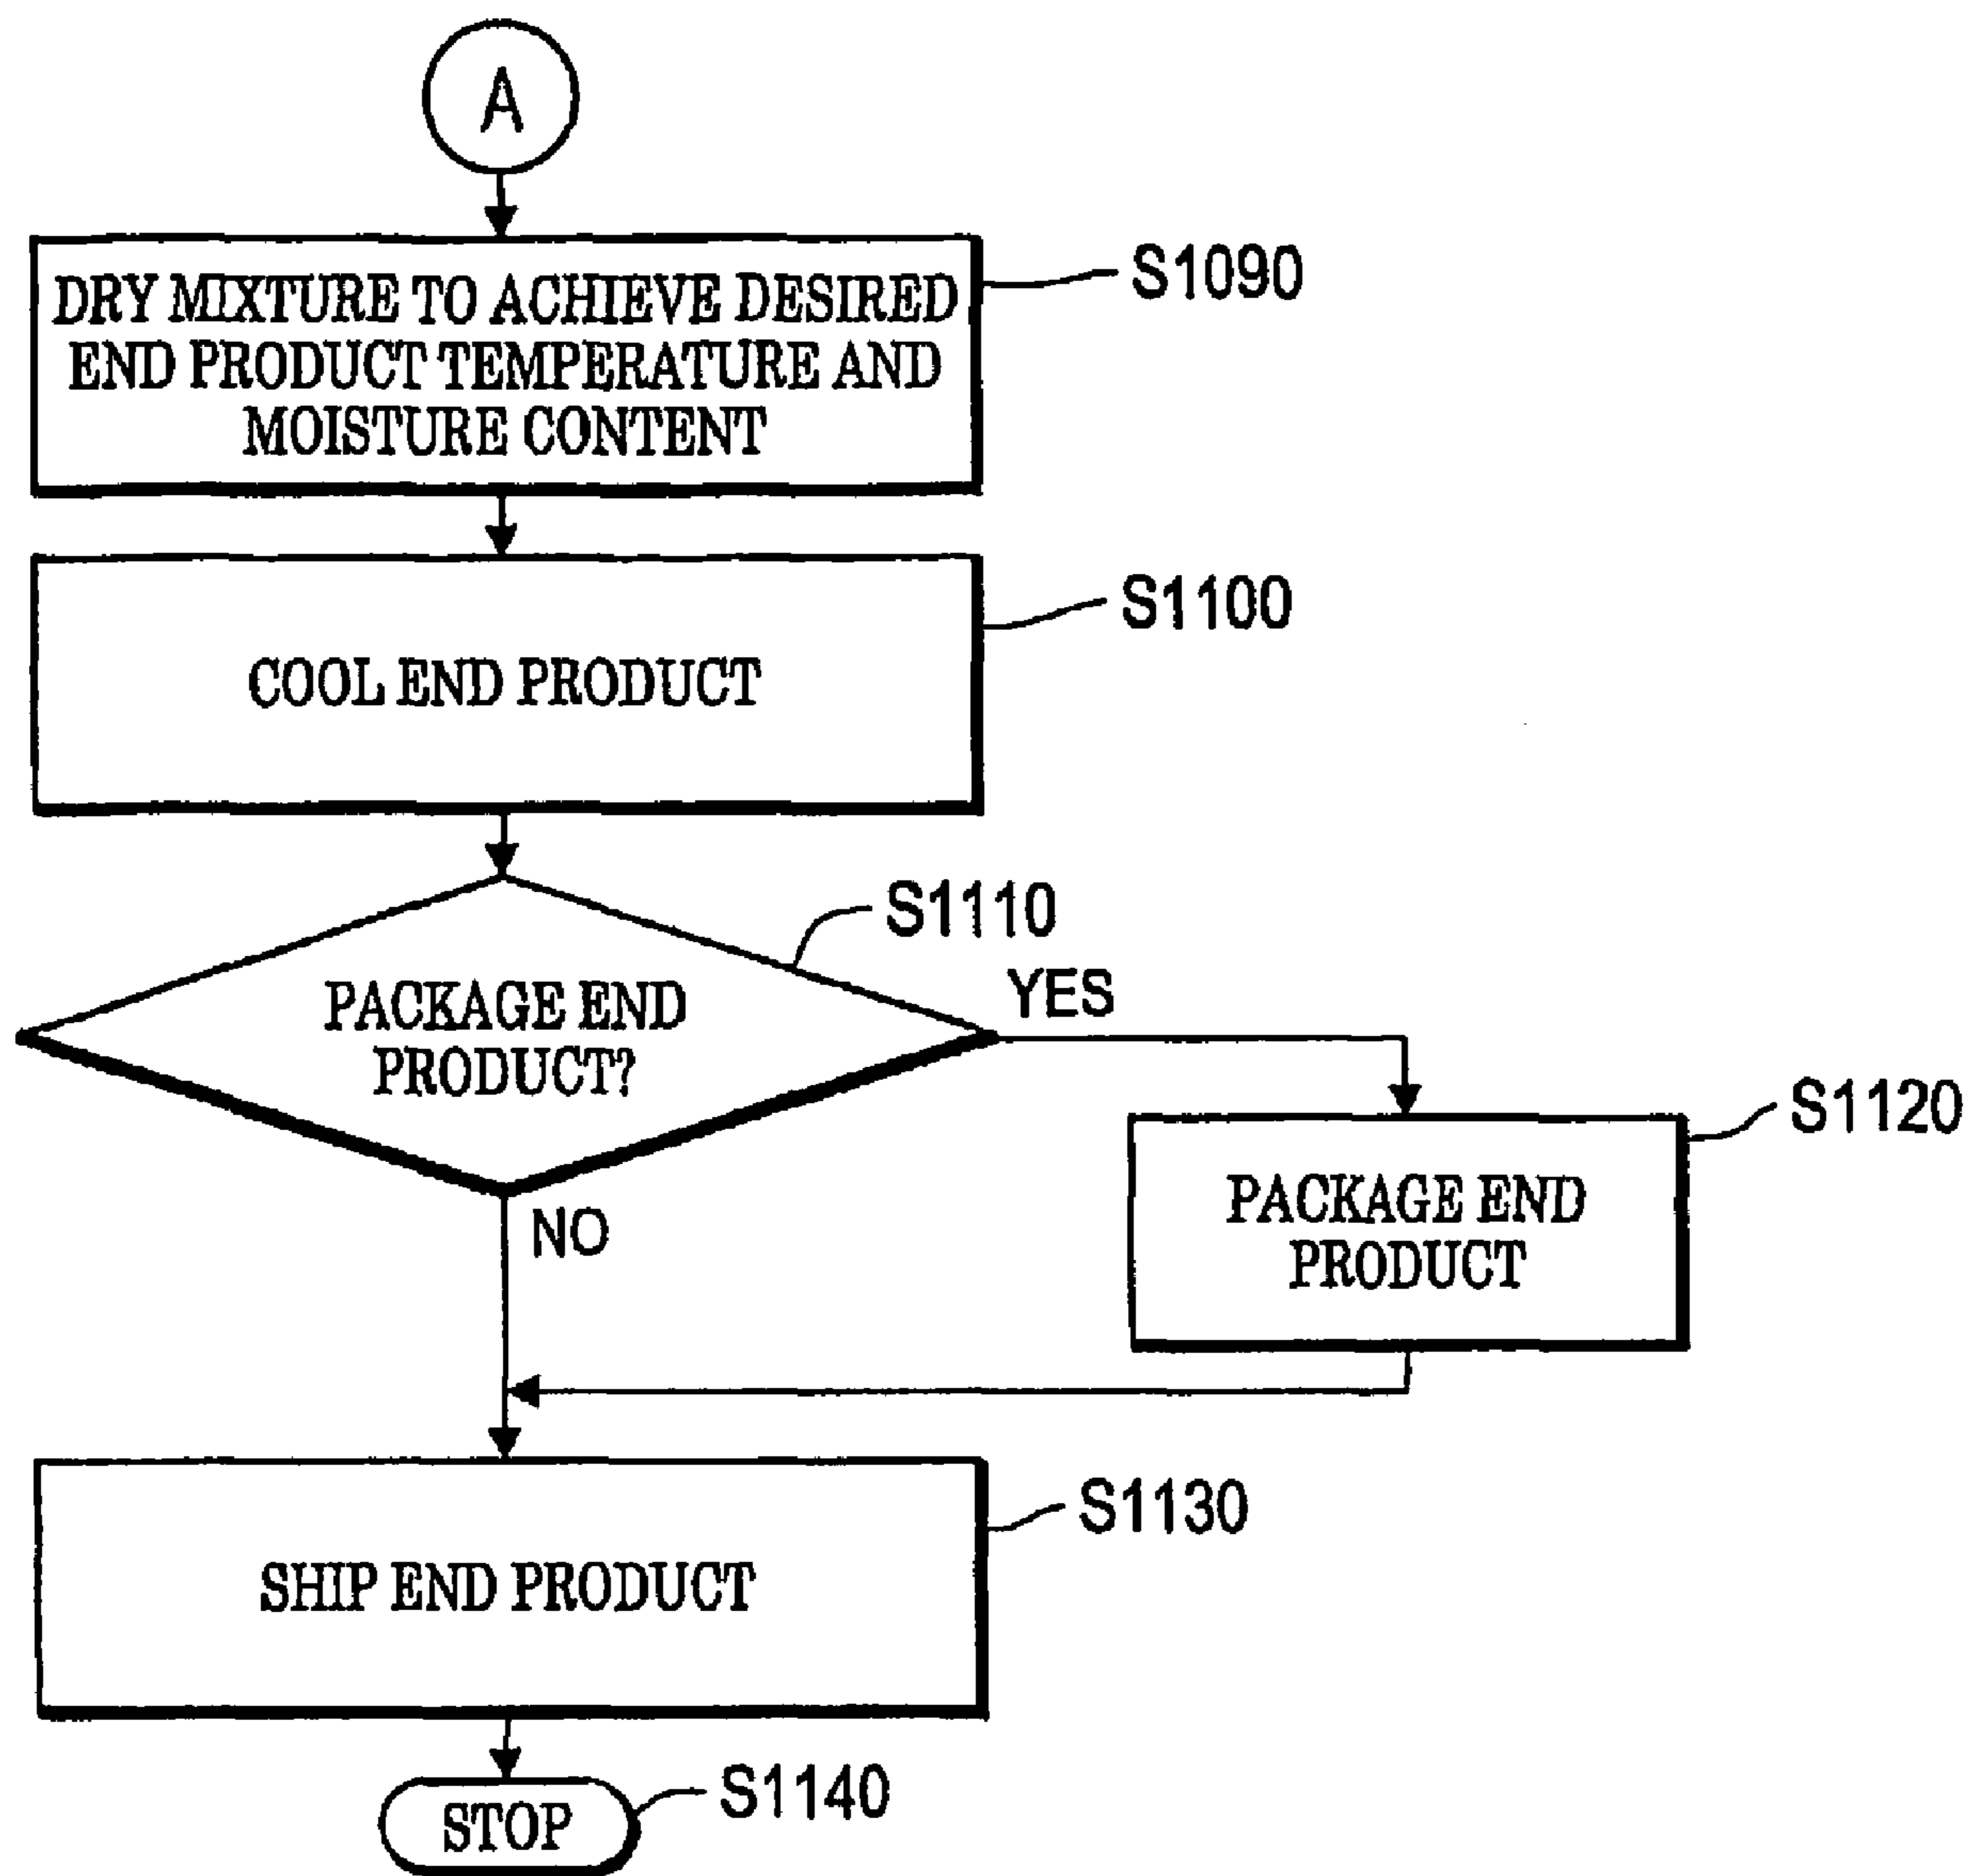 A
DRY MIXTURE TO ACHIEVE DESIRED
END PRODUCT TEMPERATURE AND
MOISTURE CONTENT
S1090
COOL END PRODUCT
S1100
PACKAGE END
PRODUCT?
S1110
YES
NO
PACKAGE END
PRODUCT
S1120
SHIP END PRODUCT
S1130
STOP
S1140